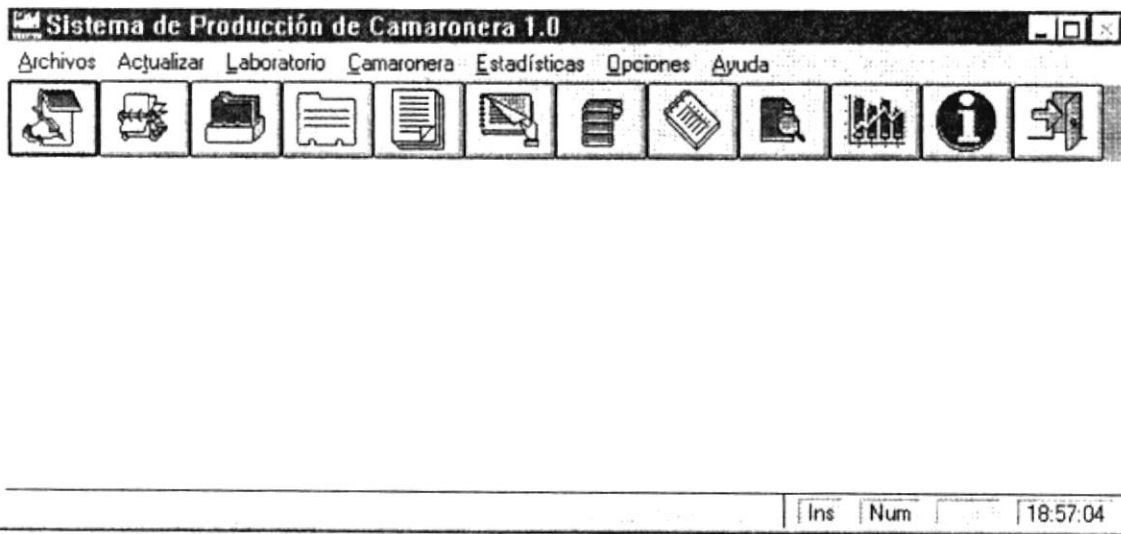 Sistema de Producción de Camaronera 1.0
Archivos Actualizar Laboratorio Camaronera Estadísticas Opciones Ayuda
Ins Num 18:57:04